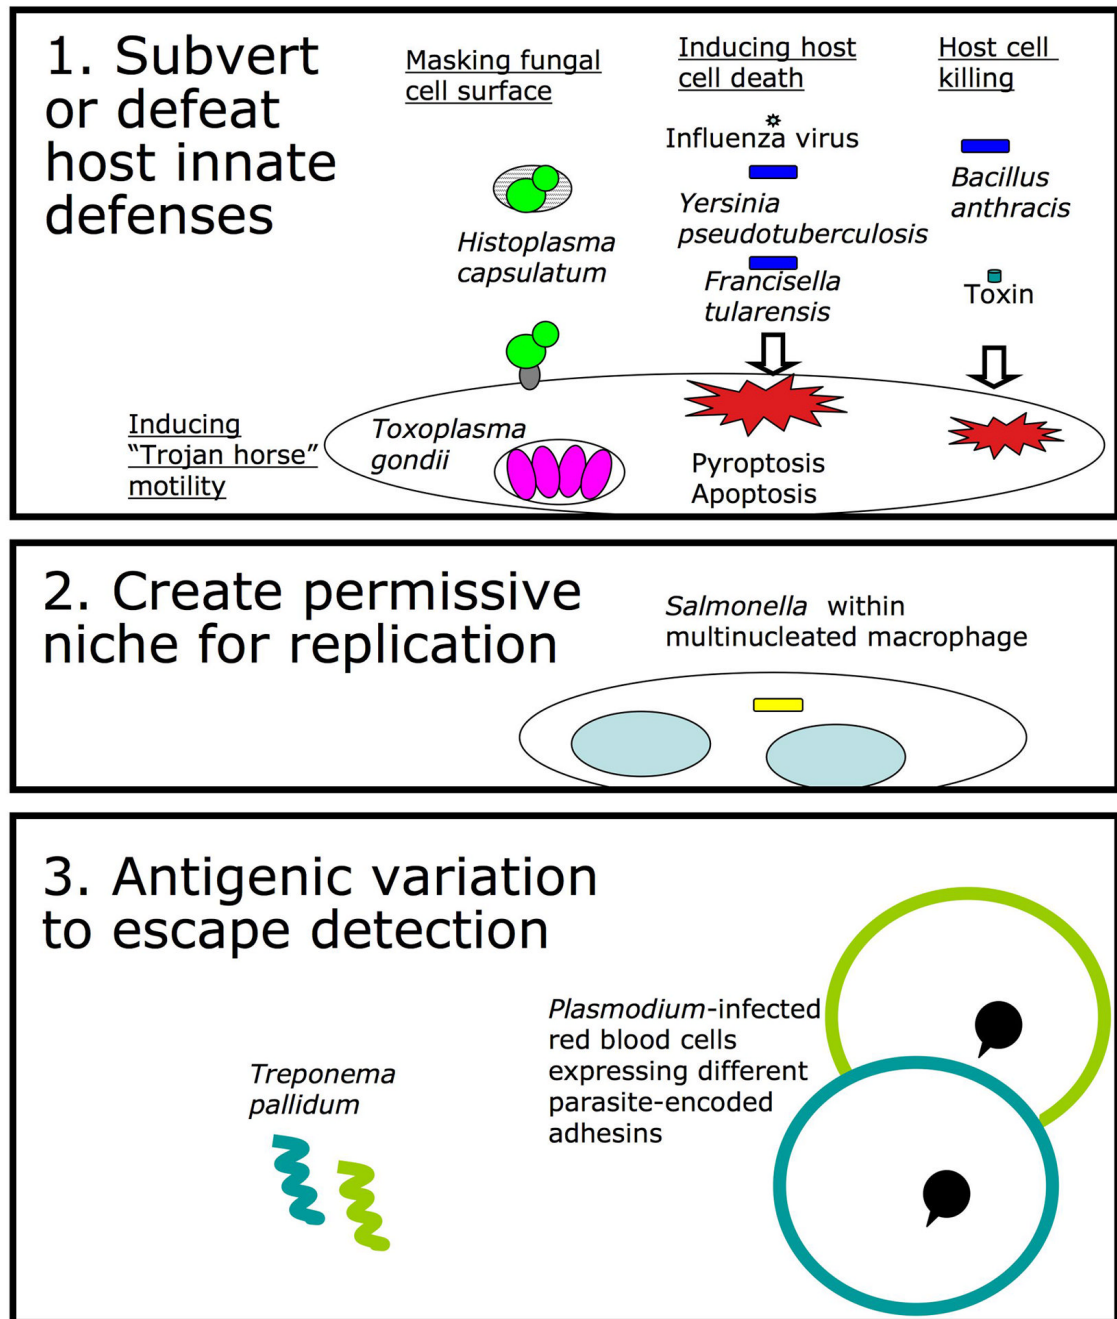 1. Subvert
or defeat
host innate
defenses
Masking fungal
cell surface
Histoplasma
capsulatum
Inducing host
cell death
Influenza virus
Yersinia
pseudotuberculosis
Francisella
tularensis
Host cell
killing
Bacillus
anthracis
Toxin
Inducing
“Trojan horse”
motility
Toxoplasma
gondii
Pyroptosis
Apoptosis
2. Create permissive
niche for replication
Salmonella within
multinucleated macrophage
3. Antigenic variation
to escape detection
Treponema
pallidum
Plasmodium-infected
red blood cells
expressing different
parasite-encoded
adhesins